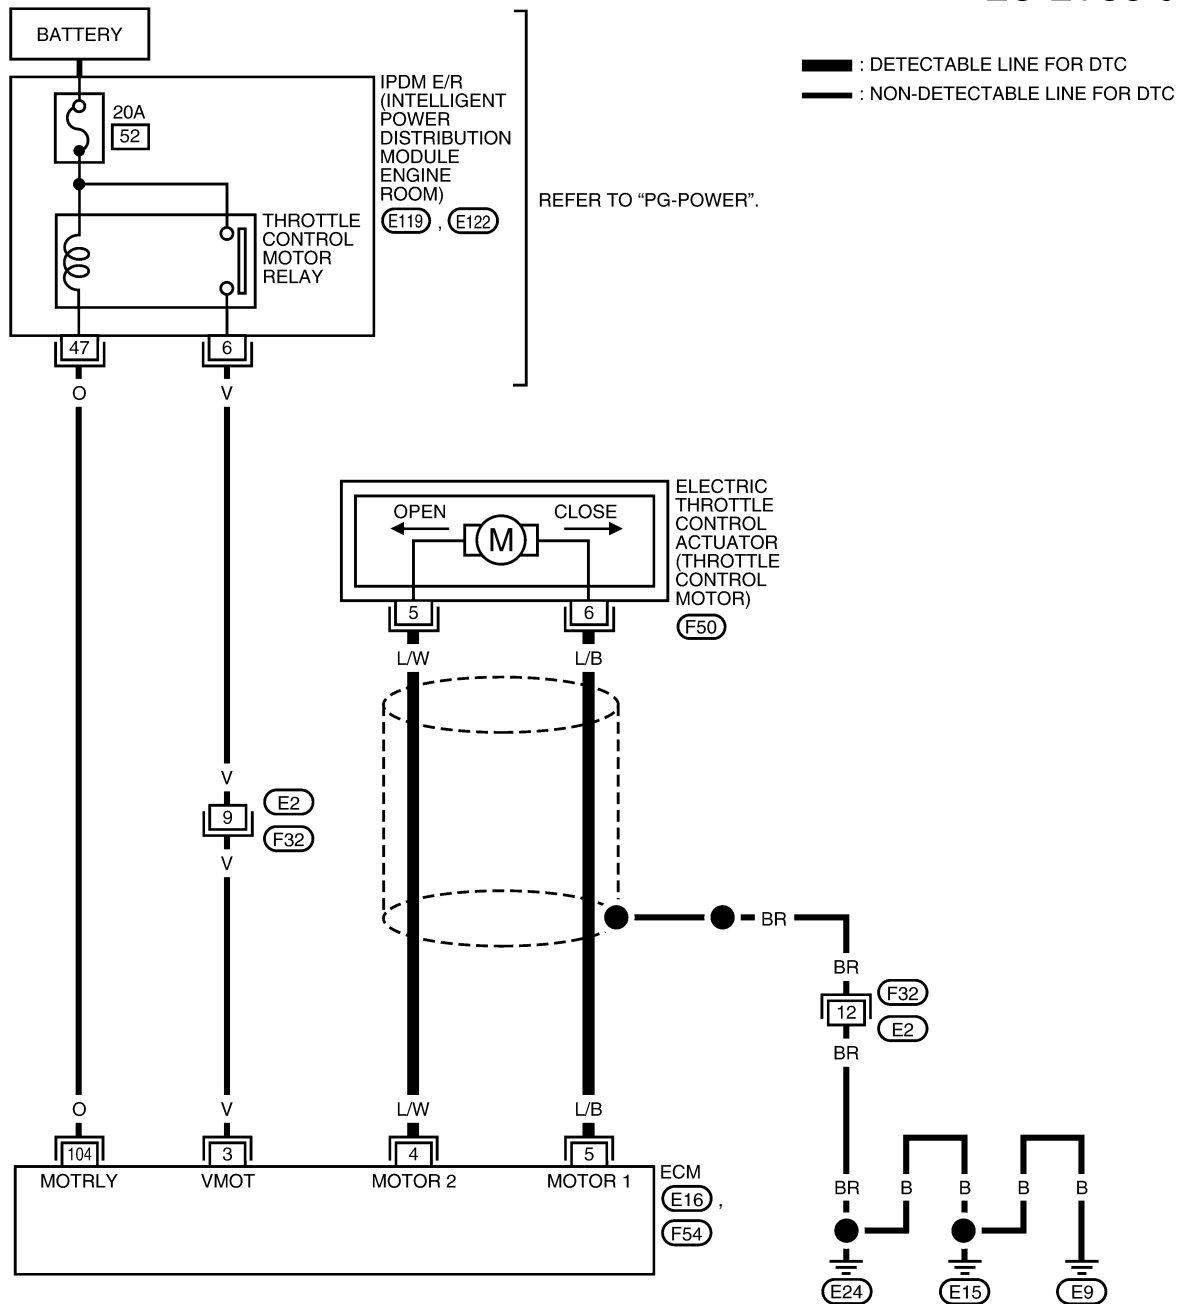 BATTERY
: DETECTABLE LINE FOR DTC
: NON-DETECTABLE LINE FOR DTC
20A
52
IPDM E/R
(INTELLIGENT
POWER
DISTRIBUTION
MODULE
ENGINE
ROOM)
E119 , E122
REFER TO “PG-POWER”.
THROTTLE
CONTROL
MOTOR
RELAY
47 6
O V
ELECTRIC
THROTTLE
CONTROL
ACTUATOR
(THROTTLE
CONTROL
MOTOR)
F50
OPEN CLOSE
M
5 6
L/W L/B
V
9
E2
F32
V
BR
BR
12
F32
E2
BR
O V L/W L/B
104 3 4 5
MOTRLY VMOT MOTOR 2 MOTOR 1
ECM
E16 ,
F54
BR B B B B
E24 E15 E9